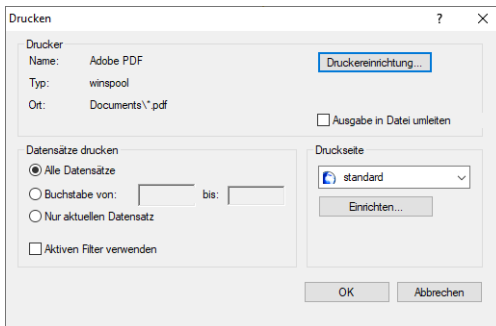 Drucken
Drucker
Name: Adobe PDF
Druckereinrichtung...
Typ: winspool
Ort: Documents\*.pdf
Ausgabe in Datei umleiten
Datensätze drucken
Alle Datensätze
Buchstabe von: bis:
Nur aktuellen Datensatz
Aktiven Filter verwenden
Druckseite
standard
Einrichten...
OK Abbrechen